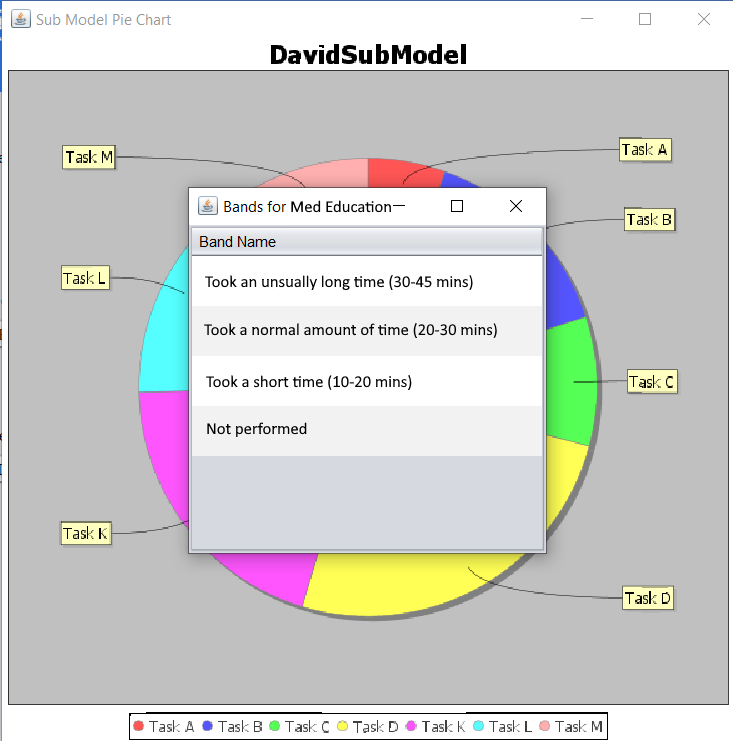 Sub Model Pie Chart
DavidSubModel
Task M
Task A
Task B
Task L
Task C
Task K
Task D
Bands for Med Education
Band Name
Took an unsually long time (30-45 mins)
Took a normal amount of time (20-30 mins)
Took a short time (10-20 mins)
Not performed
Task A Task B Task C Task D Task K Task L Task M